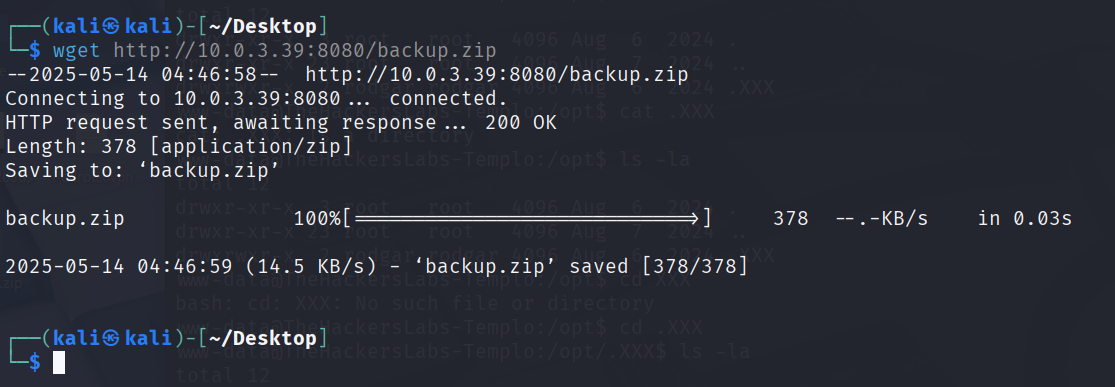 ┌──(kali㉿kali)-[~/Desktop]
└─$ wget http://10.0.3.39:8080/backup.zip
--2025-05-14 04:46:58-- http://10.0.3.39:8080/backup.zip
Connecting to 10.0.3.39:8080... connected.
HTTP request sent, awaiting response... 200 OK
Length: 378 [application/zip]
Saving to: ‘backup.zip’
backup.zip 100%[===================>] 378 --.-KB/s in 0.03s
2025-05-14 04:46:59 (14.5 KB/s) - ‘backup.zip’ saved [378/378]
┌──(kali㉿kali)-[~/Desktop]
└─$